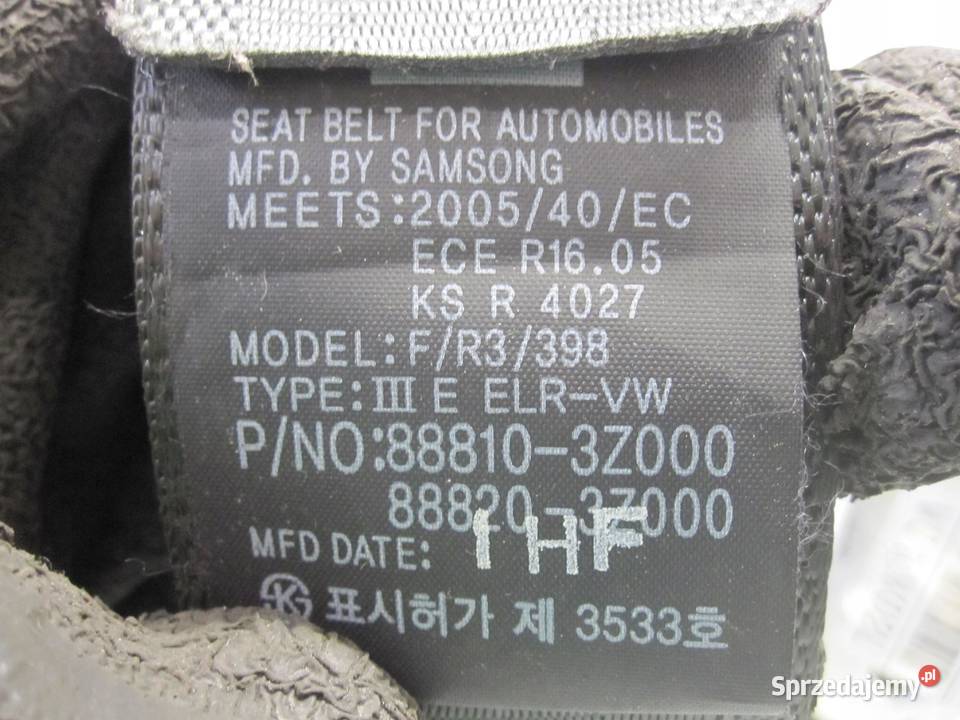 SEAT BELT FOR AUTOMOBILES
MFD. BY SAMSONG
MEETS:2005/40/EC
ECE R16.05
KS R 4027
MODEL:F/R3/398
TYPE:III E ELR-VW
P/NO:88810-3Z000
88820-3Z000
MFD DATE: I HF
KS 표시허가 제 3533호
Sprzedajemy.pl